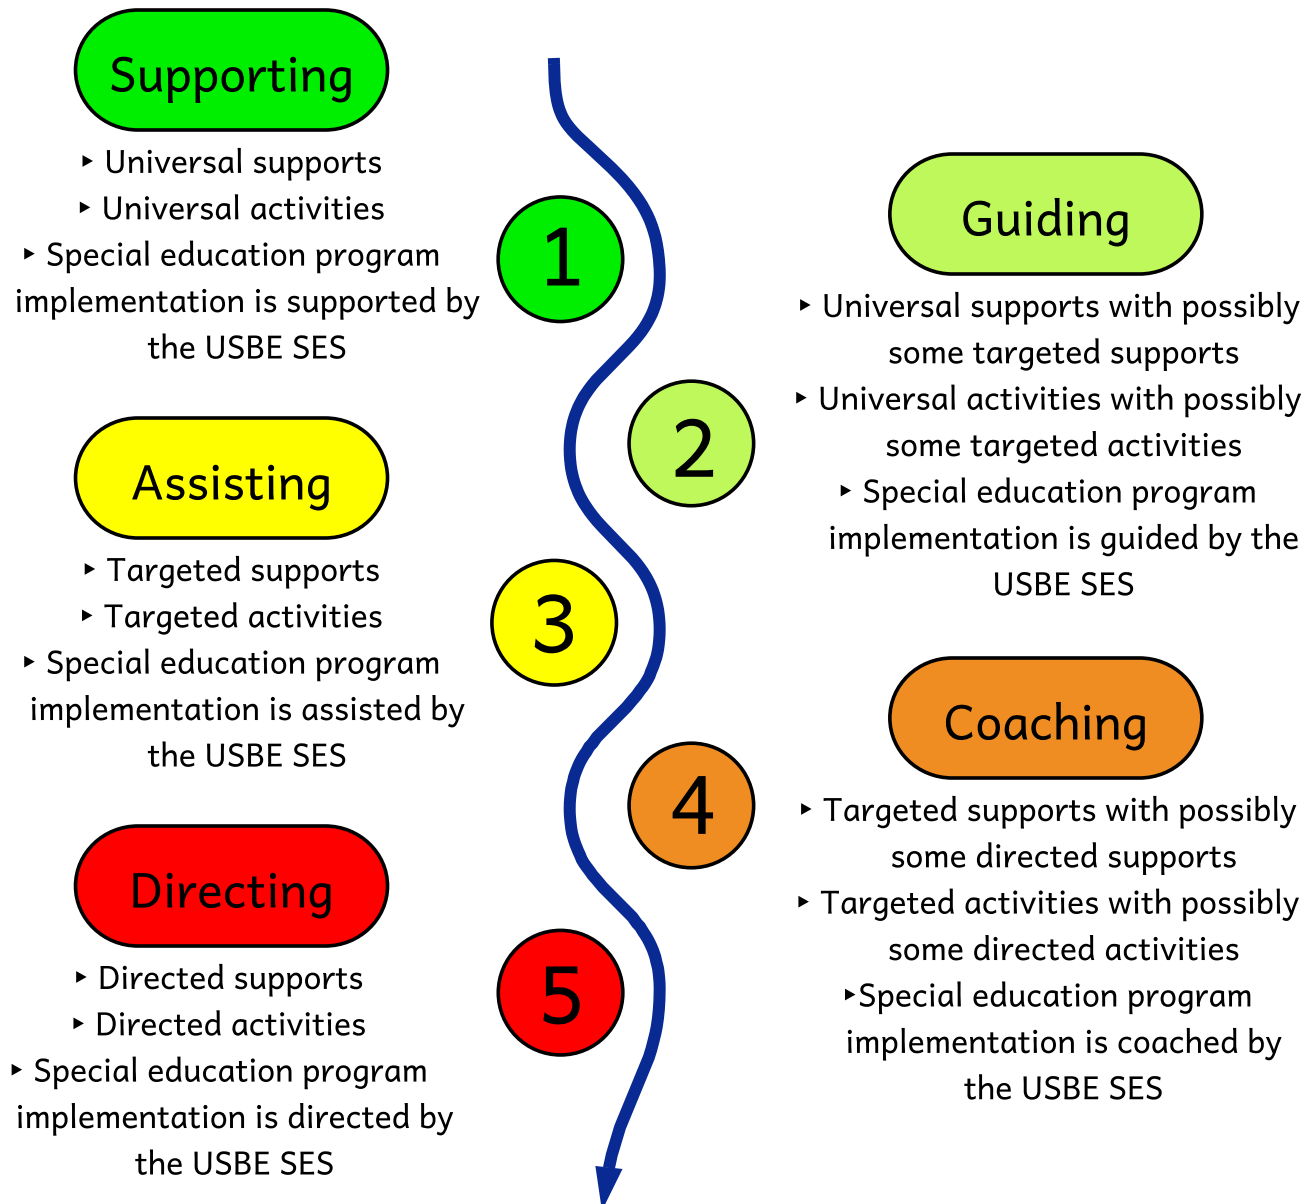 Supporting
‣ Universal supports
‣ Universal activities
‣ Special education program
implementation is supported by
the USBE SES
1
Guiding
‣ Universal supports with possibly
some targeted supports
‣ Universal activities with possibly
some targeted activities
‣ Special education program
implementation is guided by the
USBE SES
2
Assisting
‣ Targeted supports
‣ Targeted activities
‣ Special education program
implementation is assisted by
the USBE SES
3
Coaching
‣ Targeted supports with possibly
some directed supports
‣ Targeted activities with possibly
some directed activities
‣Special education program
implementation is coached by
the USBE SES
4
Directing
‣ Directed supports
‣ Directed activities
‣ Special education program
implementation is directed by
the USBE SES
5